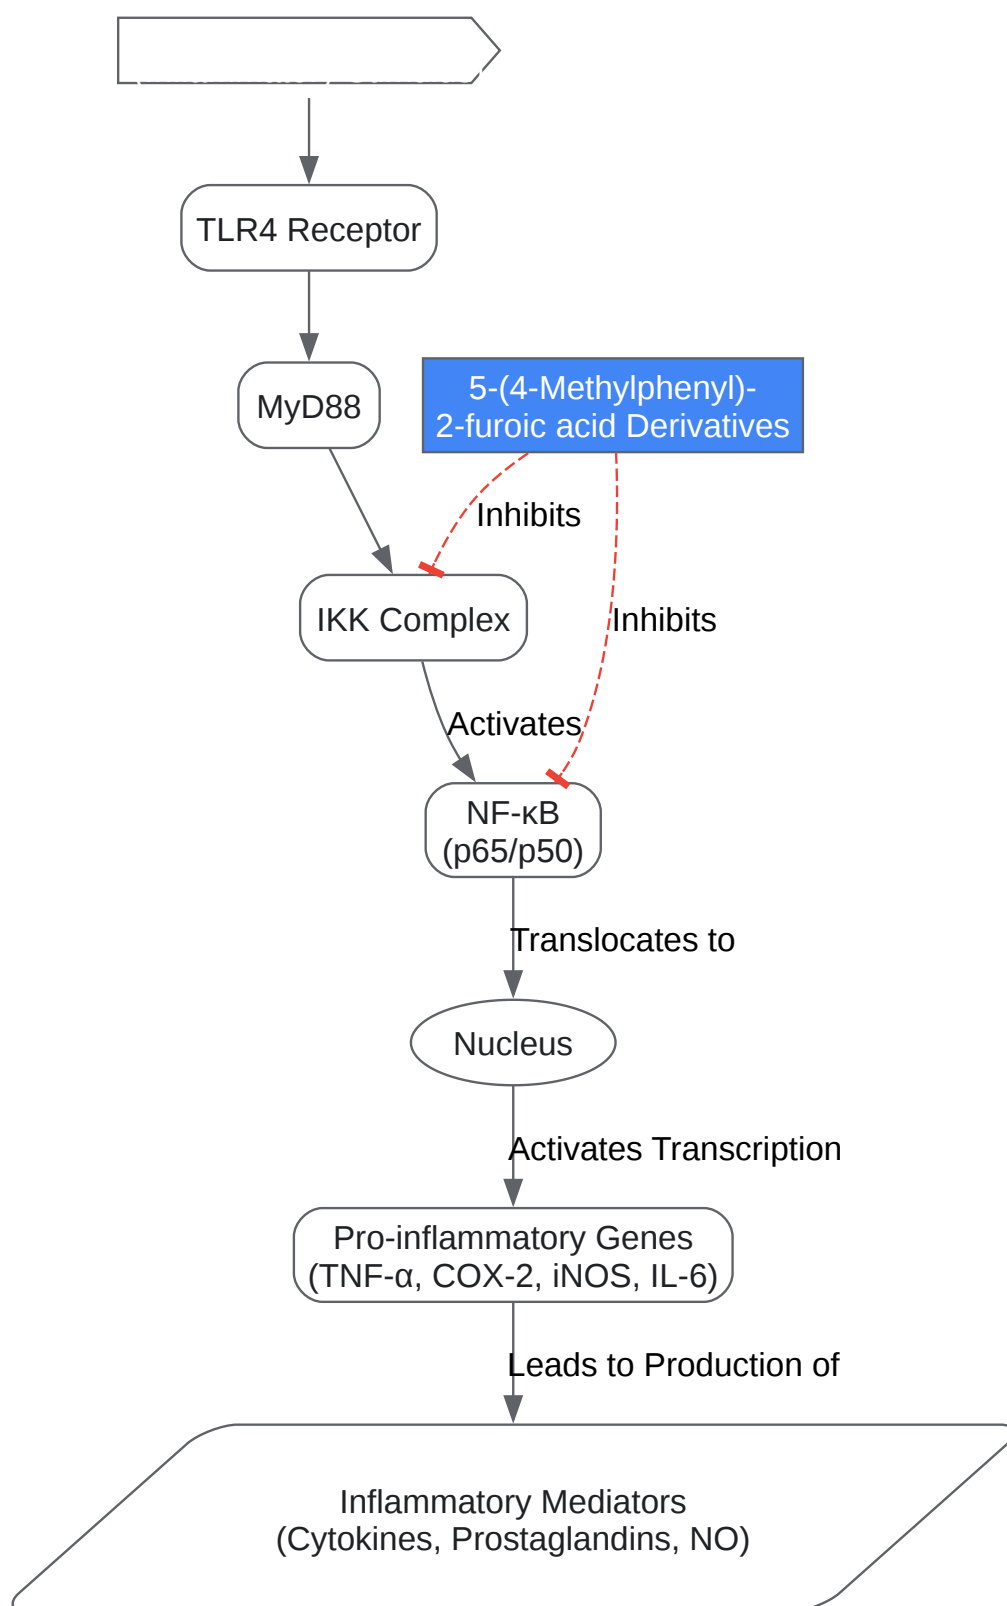 TLR4 Receptor
MyD88
5-(4-Methylphenyl)-
2-furoic acid Derivatives
Inhibits
IKK Complex
Inhibits
Activates
NF-κB
(p65/p50)
Translocates to
Nucleus
Activates Transcription
Pro-inflammatory Genes
(TNF-α, COX-2, iNOS, IL-6)
Leads to Production of
Inflammatory Mediators
(Cytokines, Prostaglandins, NO)